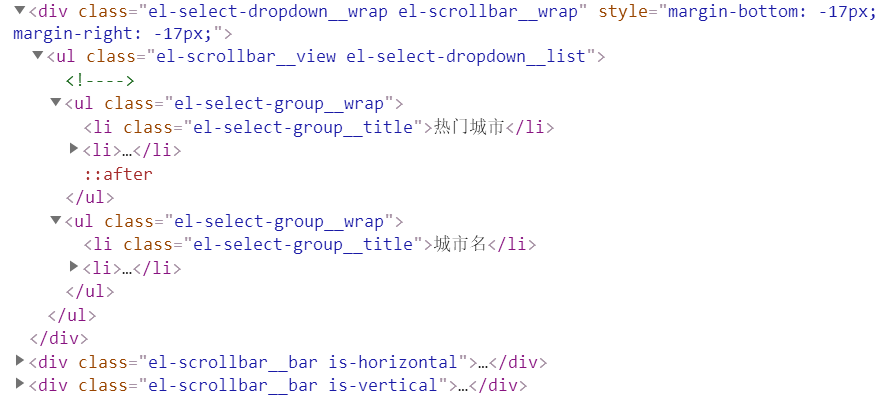 ▼<div class="el-select-dropdown__wrap el-scrollbar__wrap" style="margin-bottom: -17px;
margin-right: -17px;">
▼<ul class="el-scrollbar__view el-select-dropdown__list">
<!---->
▼<ul class="el-select-group__wrap">
<li class="el-select-group__title">热门城市</li>
▶<li>…</li>
::after
</ul>
▼<ul class="el-select-group__wrap">
<li class="el-select-group__title">城市名</li>
▶<li>…</li>
</ul>
</ul>
</div>
▶<div class="el-scrollbar__bar is-horizontal">…</div>
▶<div class="el-scrollbar__bar is-vertical">…</div>